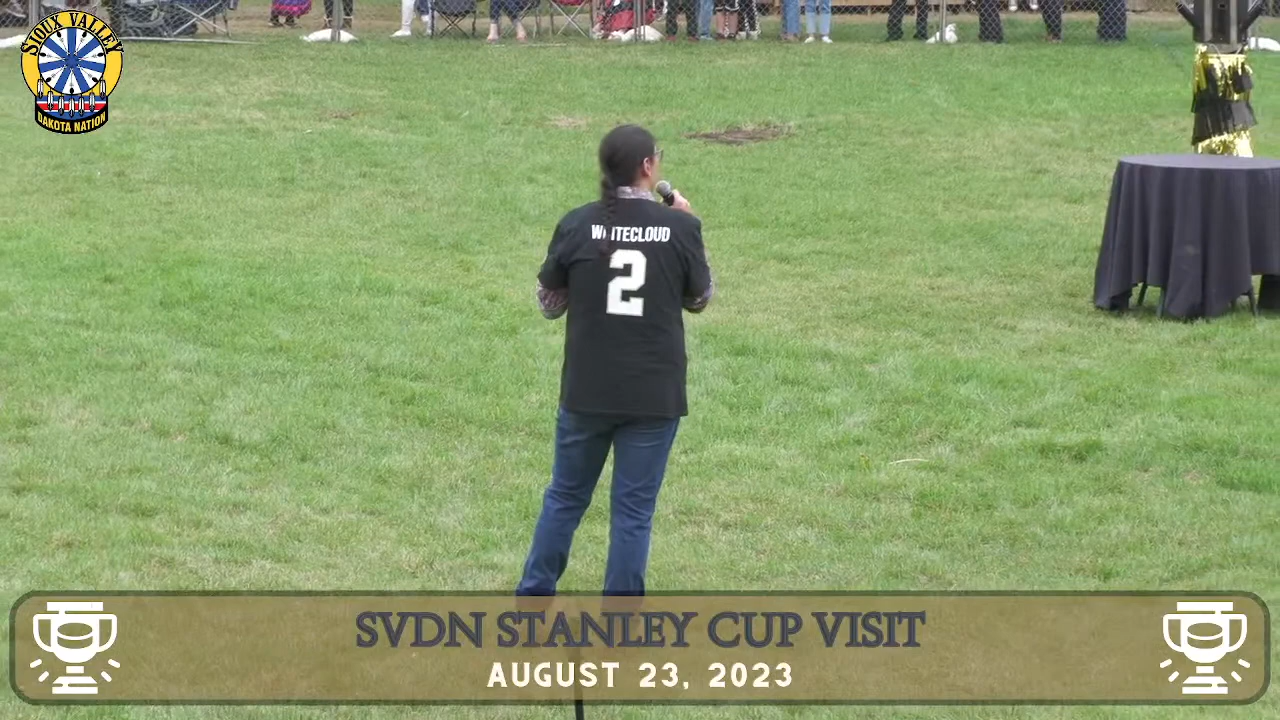 SIOUX VALLEY
DAKOTA NATION
WHITECLOUD
2
SVDN STANLEY CUP VISIT
AUGUST 23, 2023